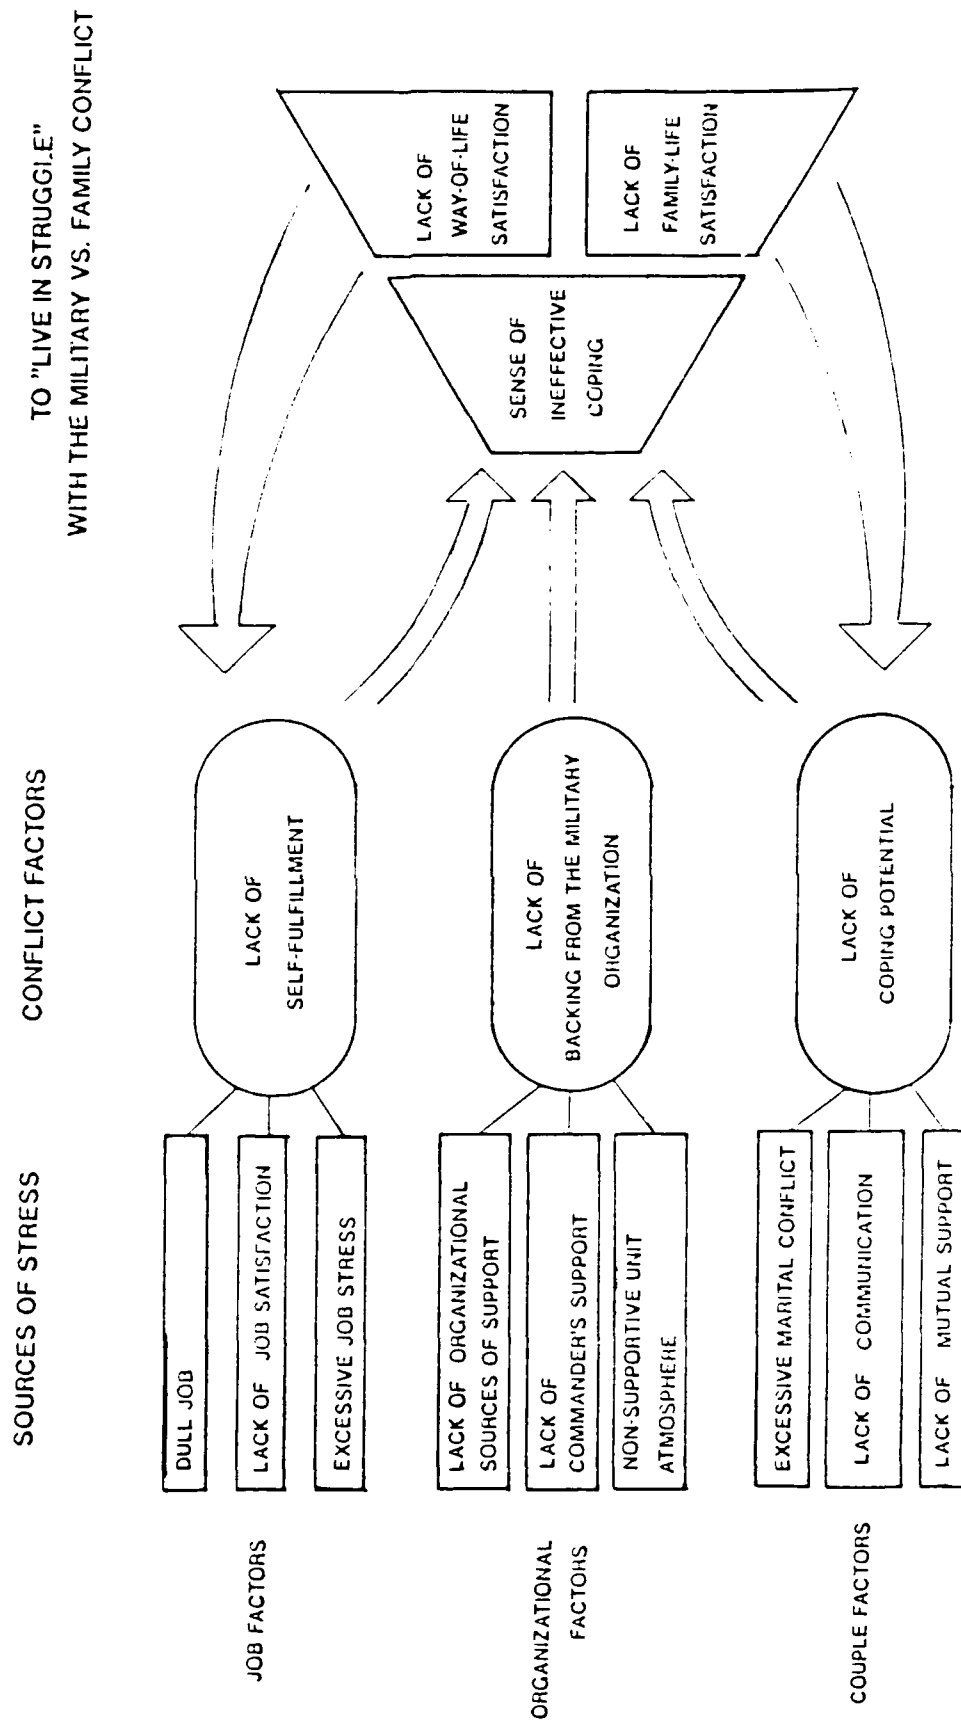 SOURCES OF STRESS
CONFLICT FACTORS
TO "LIVE IN STRUGGLE"
WITH THE MILITARY VS. FAMILY CONFLICT
JOB FACTORS
DULL JOB
LACK OF JOB SATISFACTION
EXCESSIVE JOB STRESS
LACK OF
SELF-FULFILLMENT
ORGANIZATIONAL
FACTORS
LACK OF ORGANIZATIONAL
SOURCES OF SUPPORT
LACK OF
COMMANDER'S SUPPORT
NON-SUPPORTIVE UNIT
ATMOSPHERE
LACK OF
BACKING FROM THE MILITARY
ORGANIZATION
COUPLE FACTORS
EXCESSIVE MARITAL CONFLICT
LACK OF COMMUNICATION
LACK OF MUTUAL SUPPORT
LACK OF
COPING POTENTIAL
SENSE OF
INEFFECTIVE
COPING
LACK OF
WAY-OF-LIFE
SATISFACTION
LACK OF
FAMILY-LIFE
SATISFACTION